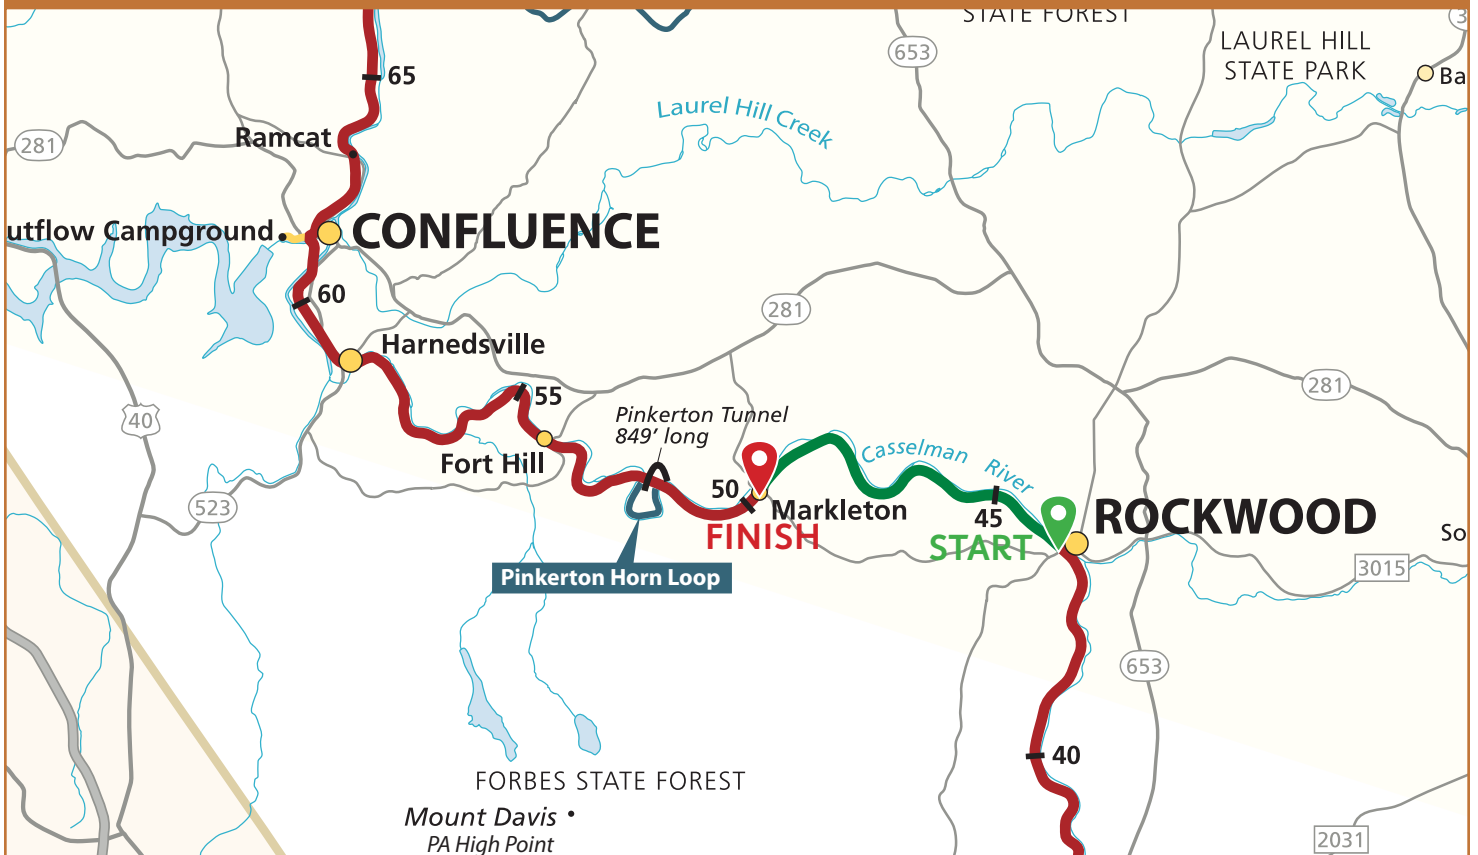 STATE FOREST
3
653
LAUREL HILL
STATE PARK
65
Ba
Laurel Hill Creek
Ramcat
281
utflow Campground
CONFLUENCE
60
281
Harnedsville
281
55
40
Pinkerton Tunnel
849’ long
Casselman River
Fort Hill
50
Markleton
FINISH
523
45
START
ROCKWOOD
So
3015
Pinkerton Horn Loop
653
40
FORBES STATE FOREST
Mount Davis
PA High Point
2031